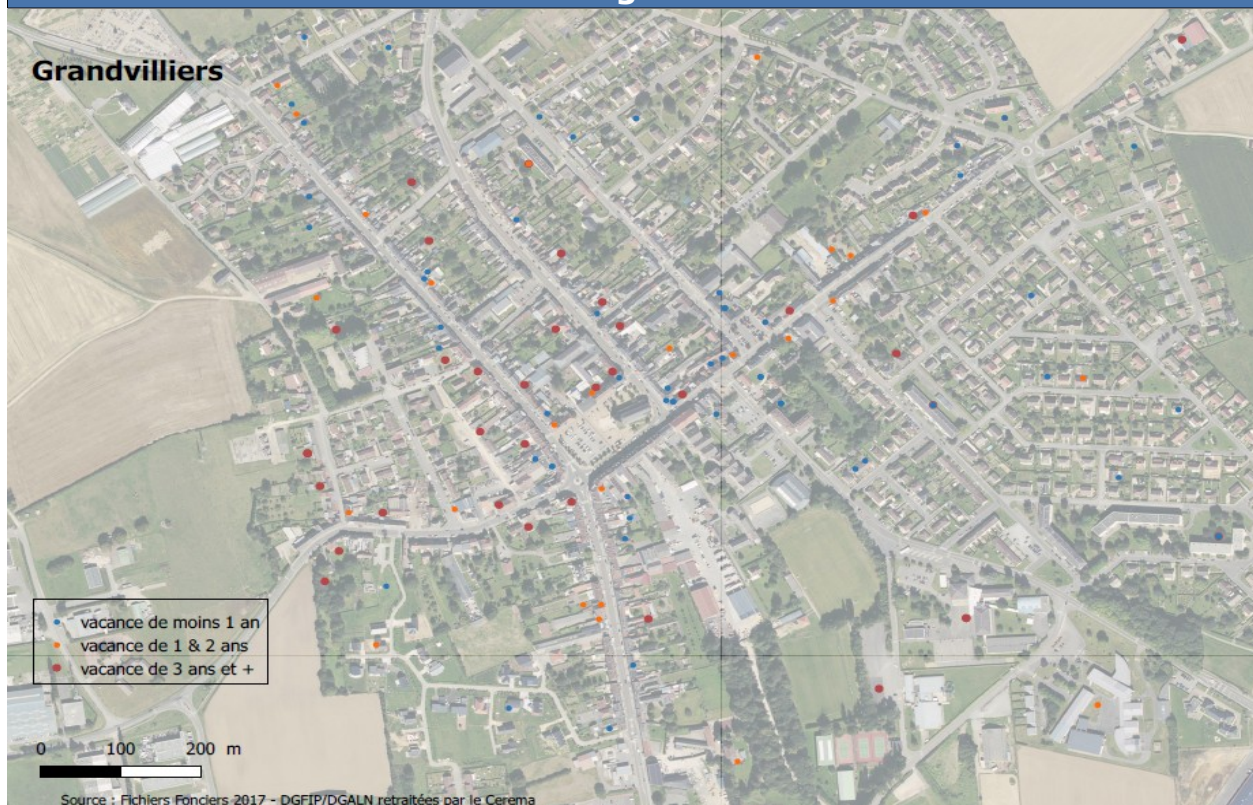 Grandvilliers
vacance de moins 1 an
vacance de 1 & 2 ans
vacance de 3 ans et +
0 100 200 m
Source : Fichiers Fonciers 2017 - DGFIP/DGALN retraitées par le Cerema